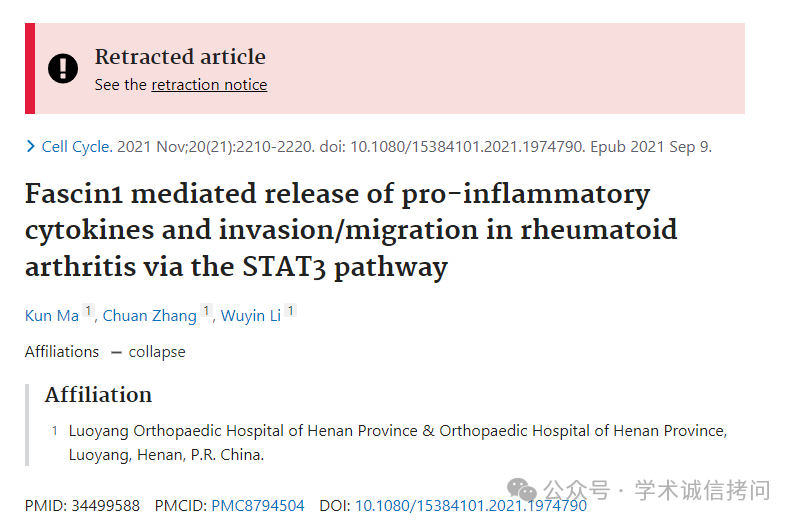 Retracted article
See the retraction notice
Cell Cycle. 2021 Nov;20(21):2210-2220. doi: 10.1080/15384101.2021.1974790. Epub 2021 Sep 9.
Fascin1 mediated release of pro-inflammatory
cytokines and invasion/migration in rheumatoid
arthritis via the STAT3 pathway
Kun Ma 1, Chuan Zhang 1, Wuyin Li 1
Affiliations — collapse
Affiliation
1 Luoyang Orthopaedic Hospital of Henan Province & Orthopaedic Hospital of Henan Province,
Luoyang, Henan, P.R. China.
公众号 · 学术诚信拷问
PMID: 34499588 PMCID: PMC8794504 DOI: 10.1080/15384101.2021.1974790